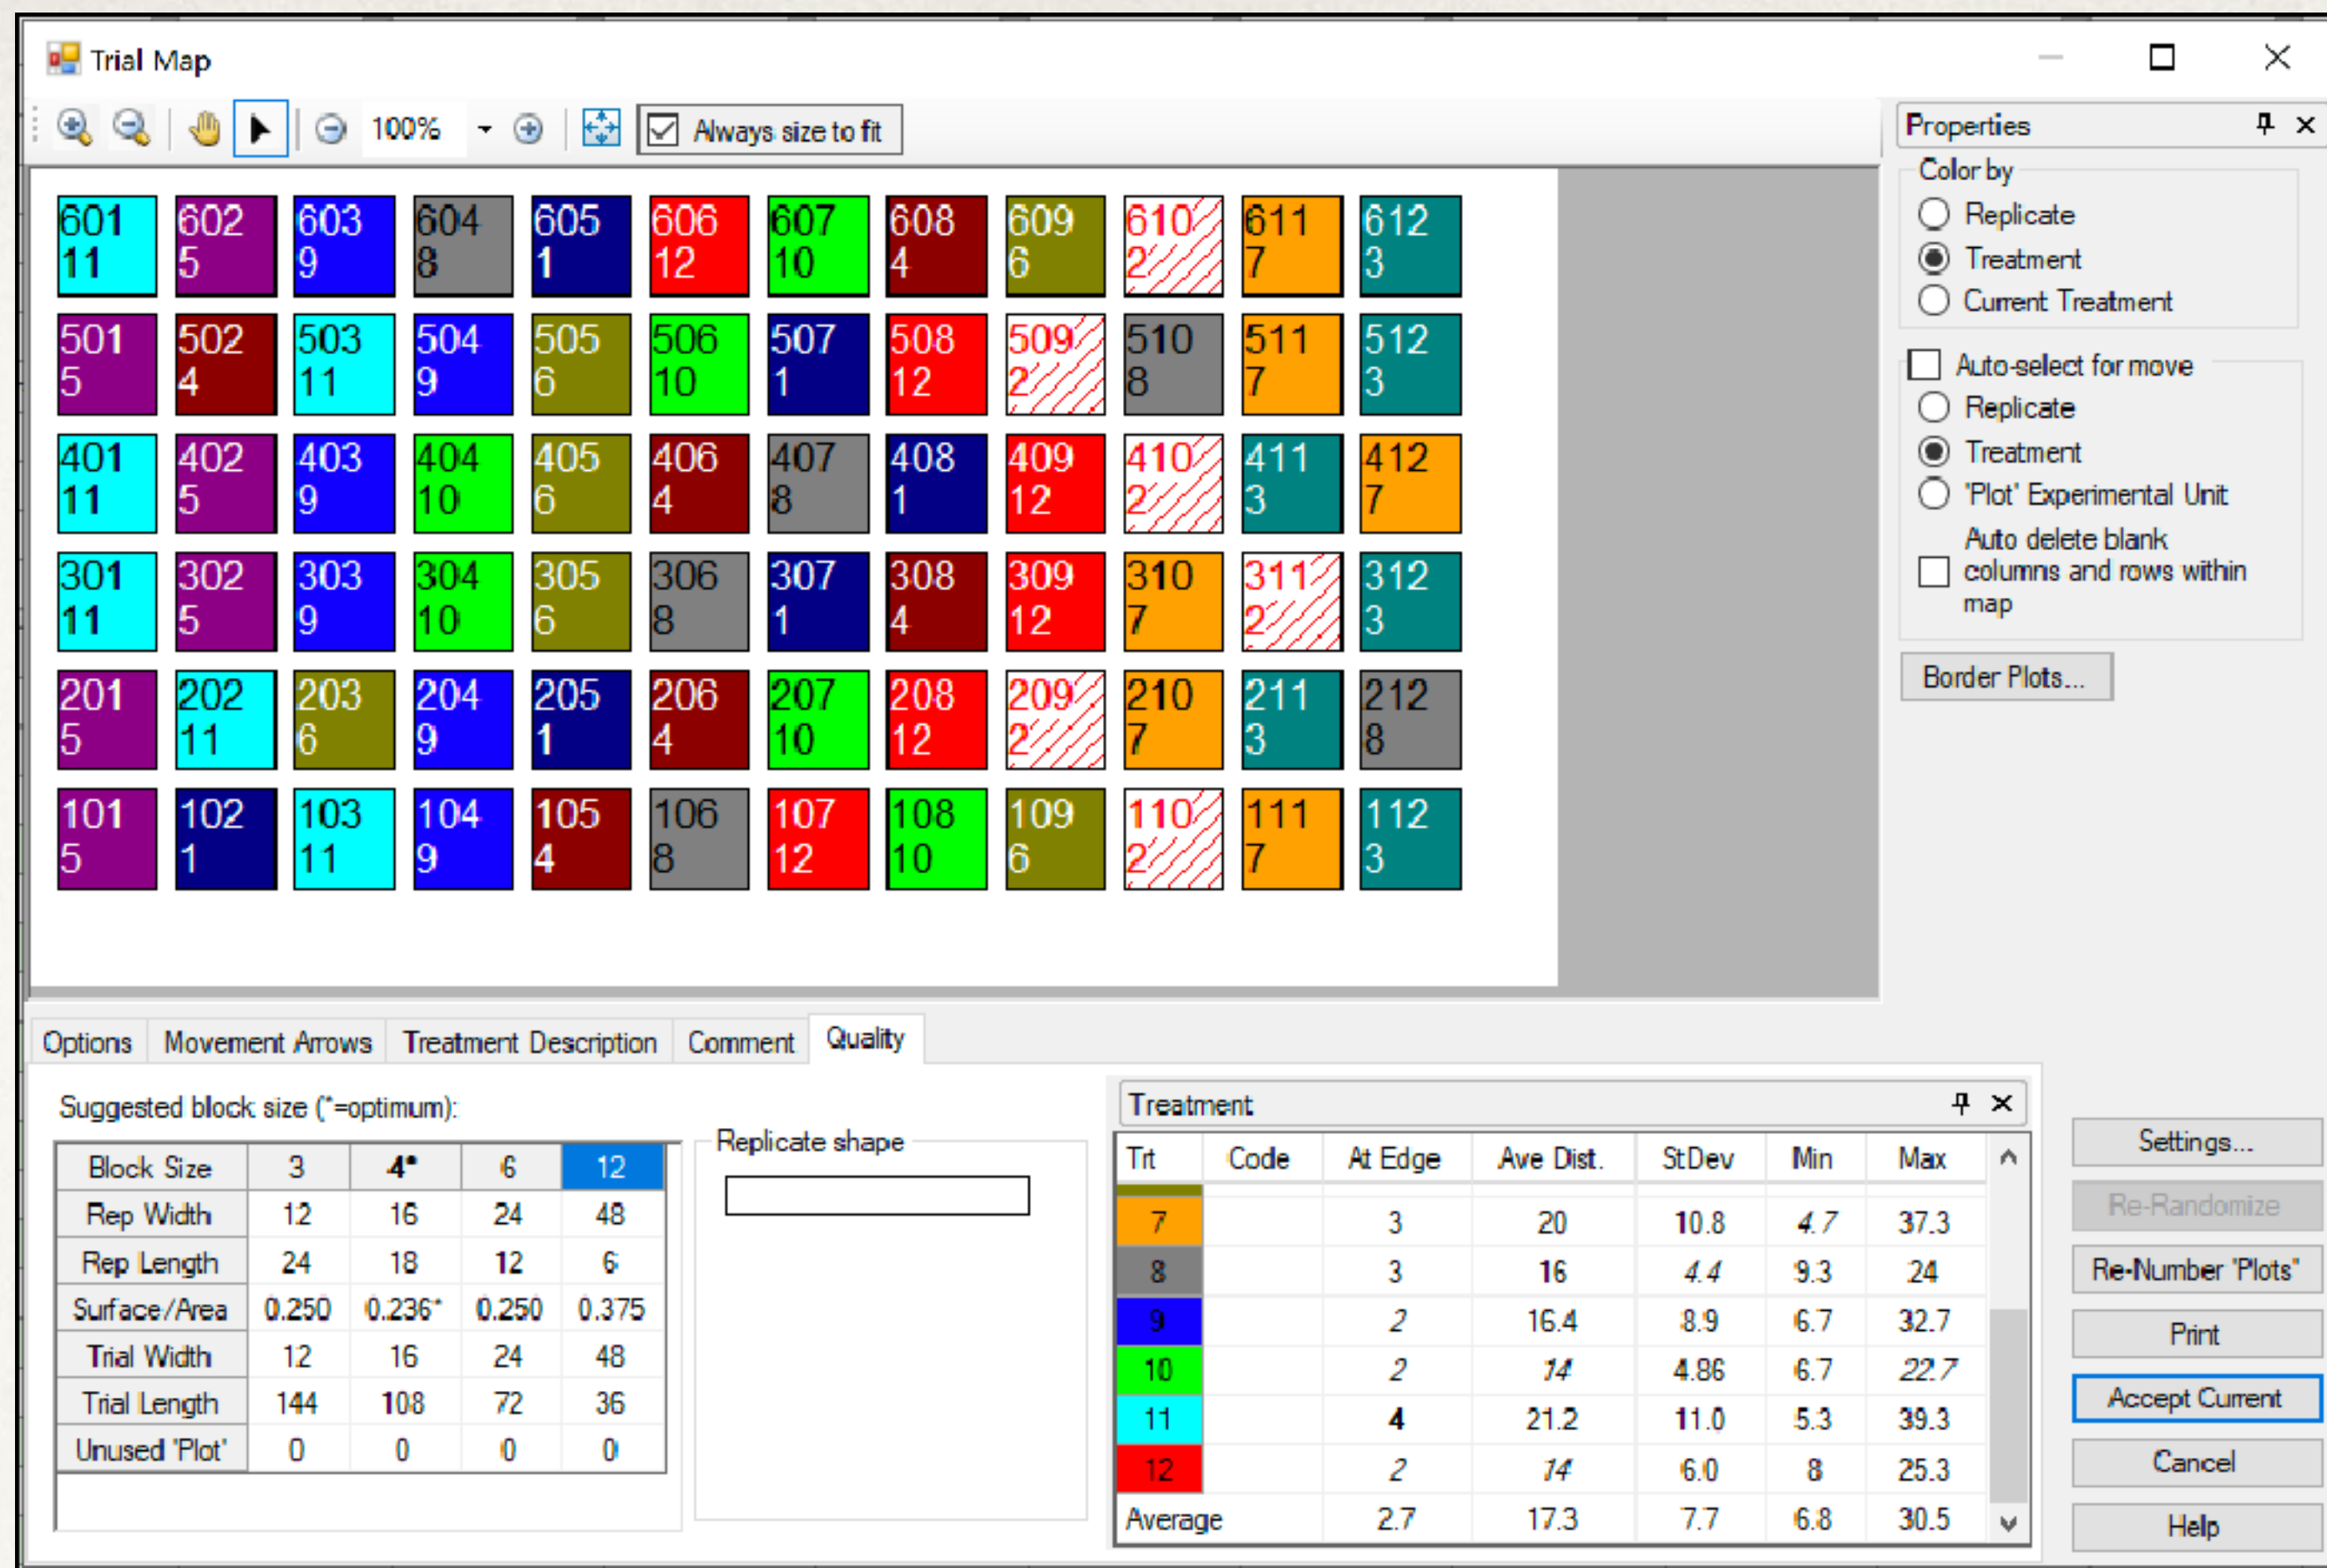 Trial Map
100% Always size to fit
Properties
Color by
Replicate
Treatment
Current Treatment
Auto-select for move
Replicate
Treatment
'Plot' Experimental Unit
Auto delete blank
columns and rows within
map
Border Plots...
601 602 603 604 605 606 607 608 609 610 611 612
11 5 9 8 1 12 10 4 6 2 7 3
501 502 503 504 505 506 507 508 509 510 511 512
5 4 11 9 6 10 1 12 2 8 7 3
401 402 403 404 405 406 407 408 409 410 411 412
11 5 9 10 6 4 8 1 12 2 3 7
301 302 303 304 305 306 307 308 309 310 311 312
11 5 9 10 6 8 1 4 12 7 2 3
201 202 203 204 205 206 207 208 209 210 211 212
5 11 6 9 1 4 10 12 2 7 3 8
101 102 103 104 105 106 107 108 109 110 111 112
5 1 11 9 4 8 12 10 6 2 7 3
Options Movement Arrows Treatment Description Comment Quality
Suggested block size (*=optimum):
Block Size 3 4* 6 12
Rep Width 12 16 24 48
Rep Length 24 18 12 6
Surface/Area 0.250 0.236* 0.250 0.375
Trial Width 12 16 24 48
Trial Length 144 108 72 36
Unused 'Plot' 0 0 0 0
Replicate shape
Treatment
Trt Code At Edge Ave Dist. StDev Min Max
7 3 20 10.8 4.7 37.3
8 3 16 4.4 9.3 24
9 2 16.4 8.9 6.7 32.7
10 2 14 4.86 6.7 22.7
11 4 21.2 11.0 5.3 39.3
12 2 14 6.0 8 25.3
Average 2.7 17.3 7.7 6.8 30.5
Settings...
Re-Randomize
Re-Number "Plots"
Print
Accept Current
Cancel
Help